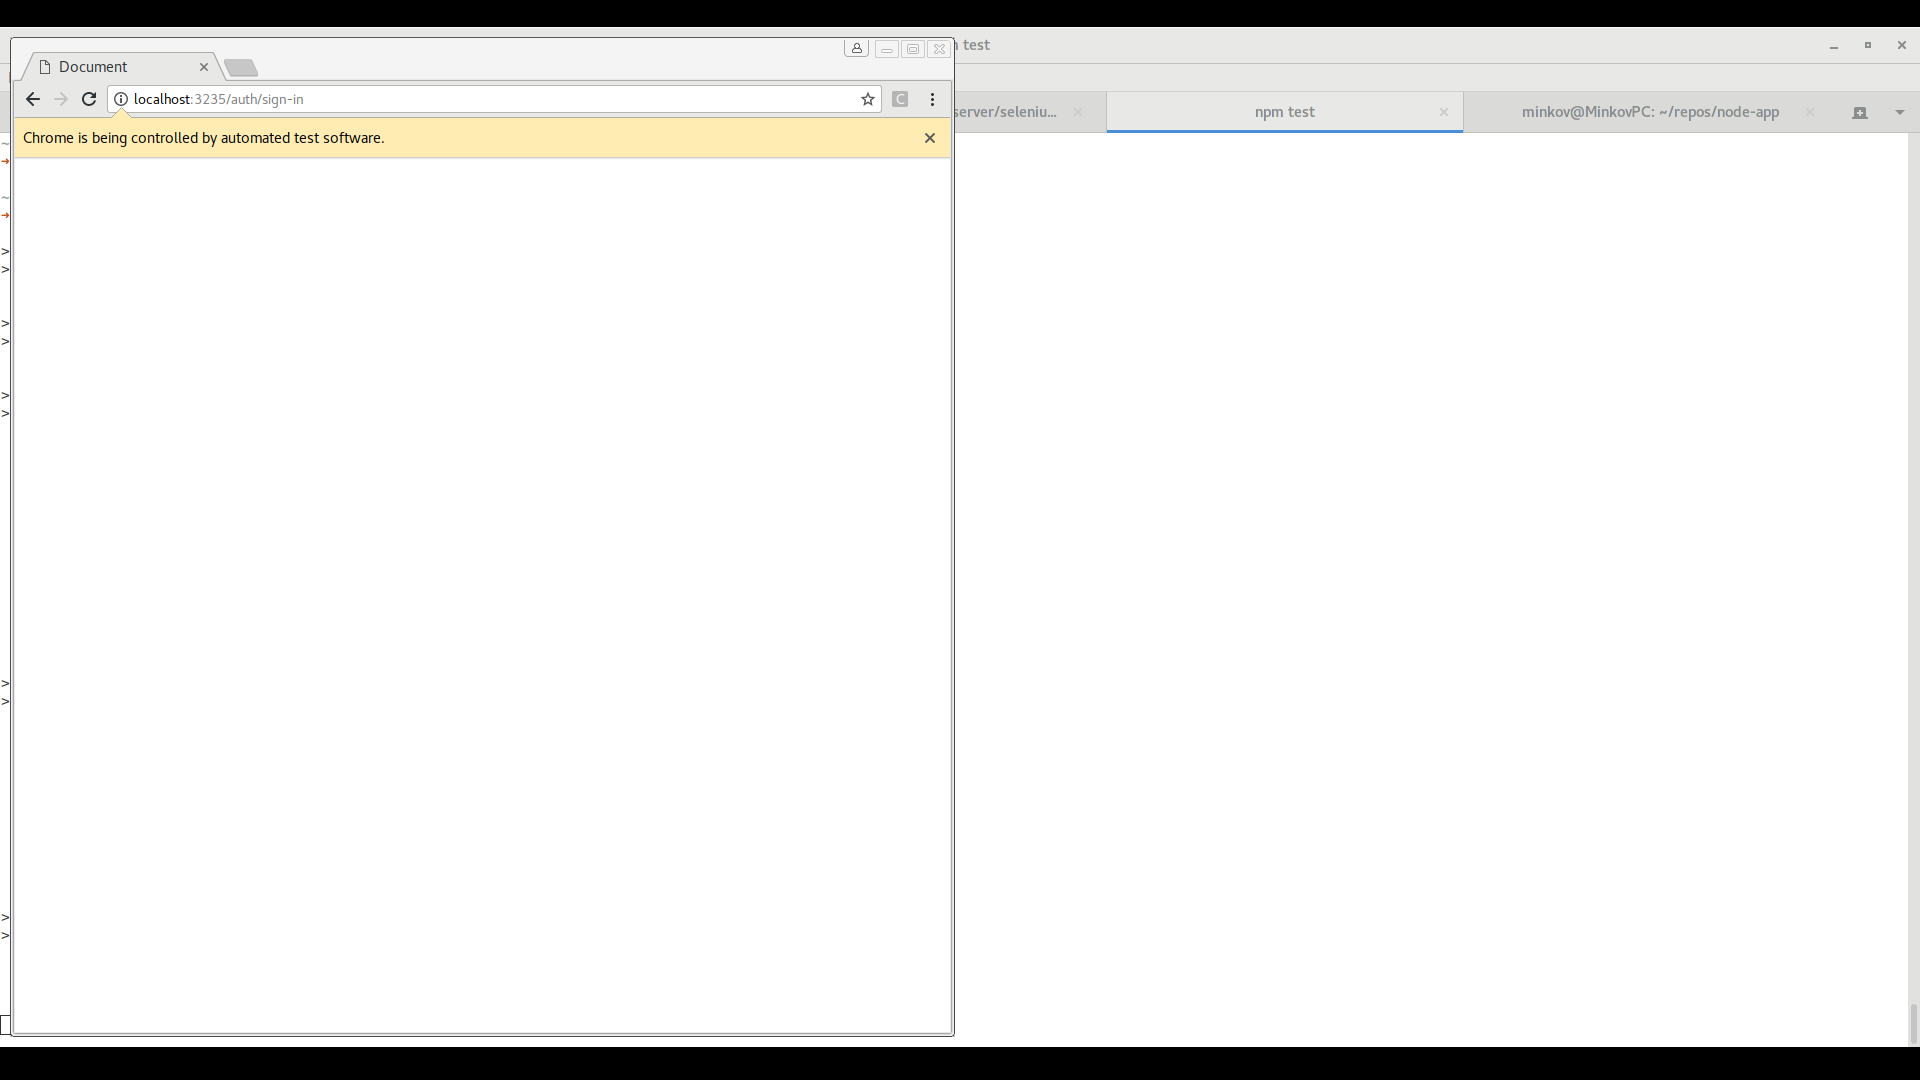 test
Document
localhost:3235/auth/sign-in
C
server/seleniu...
npm test
minkov@MinkovPC: ~/repos/node-app
Chrome is being controlled by automated test software.
~
➜
~
➜
>
>
>
>
>
>
>
>
>
>